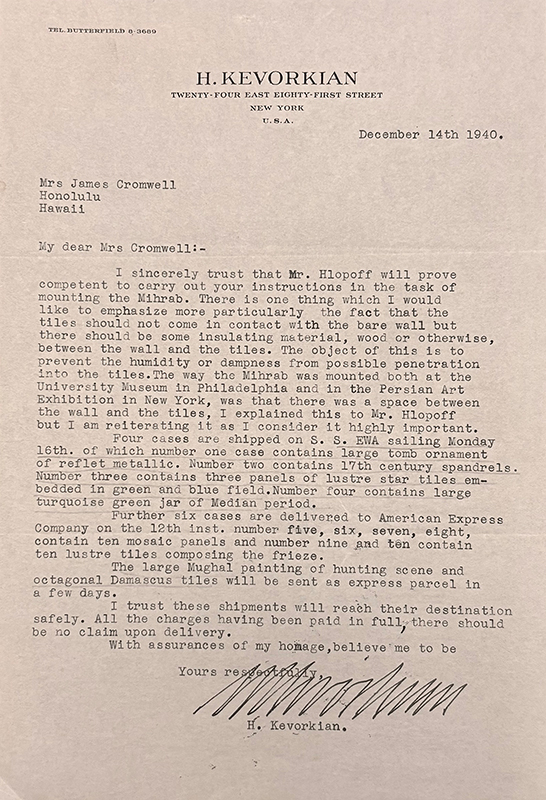 TEL. BUTTERFIELD 8-3689
H. KEVORKIAN
TWENTY-FOUR EAST EIGHTY-FIRST STREET
NEW YORK
U.S.A.
December 14th 1940.
Mrs James Cromwell
Honolulu
Hawaii
My dear Mrs Cromwell:-
I sincerely trust that Mr. Hlopoff will prove
competent to carry out your instructions in the task of
mounting the Mihrab. There is one thing which I would
like to emphasize more particularly the fact that the
tiles should not come in contact with the bare wall but
there should be some insulating material, wood or otherwise,
between the wall and the tiles. The object of this is to
prevent the humidity or dampness from possible penetration
into the tiles.The way the Mihrab was mounted both at the
University Museum in Philadelphia and in the Persian Art
Exhibition in New York, was that there was a space between
the wall and the tiles, I explained this to Mr. Hlopoff
but I am reiterating it as I consider it highly important.
Four cases are shipped on S. S. EWA sailing Monday
16th. of which number one case contains large tomb ornament
of reflet metallic. Number two contains 17th century spandrels.
Number three contains three panels of lustre star tiles em-
bedded in green and blue field.Number four contains large
turquoise green jar of Median period.
Further six cases are delivered to American Express
Company on the 12th inst. number five, six, seven, eight,
contain ten mosaic panels and number nine and ten contain
ten lustre tiles composing the frieze.
The large Mughal painting of hunting scene and
octagonal Damascus tiles will be sent as express parcel in
a few days.
I trust these shipments will reach their destination
safely. All the charges having been paid in full, there should
be no claim upon delivery.
With assurances of my homage,believe me to be
Yours respectfully,
H Kevorkian
H. Kevorkian.